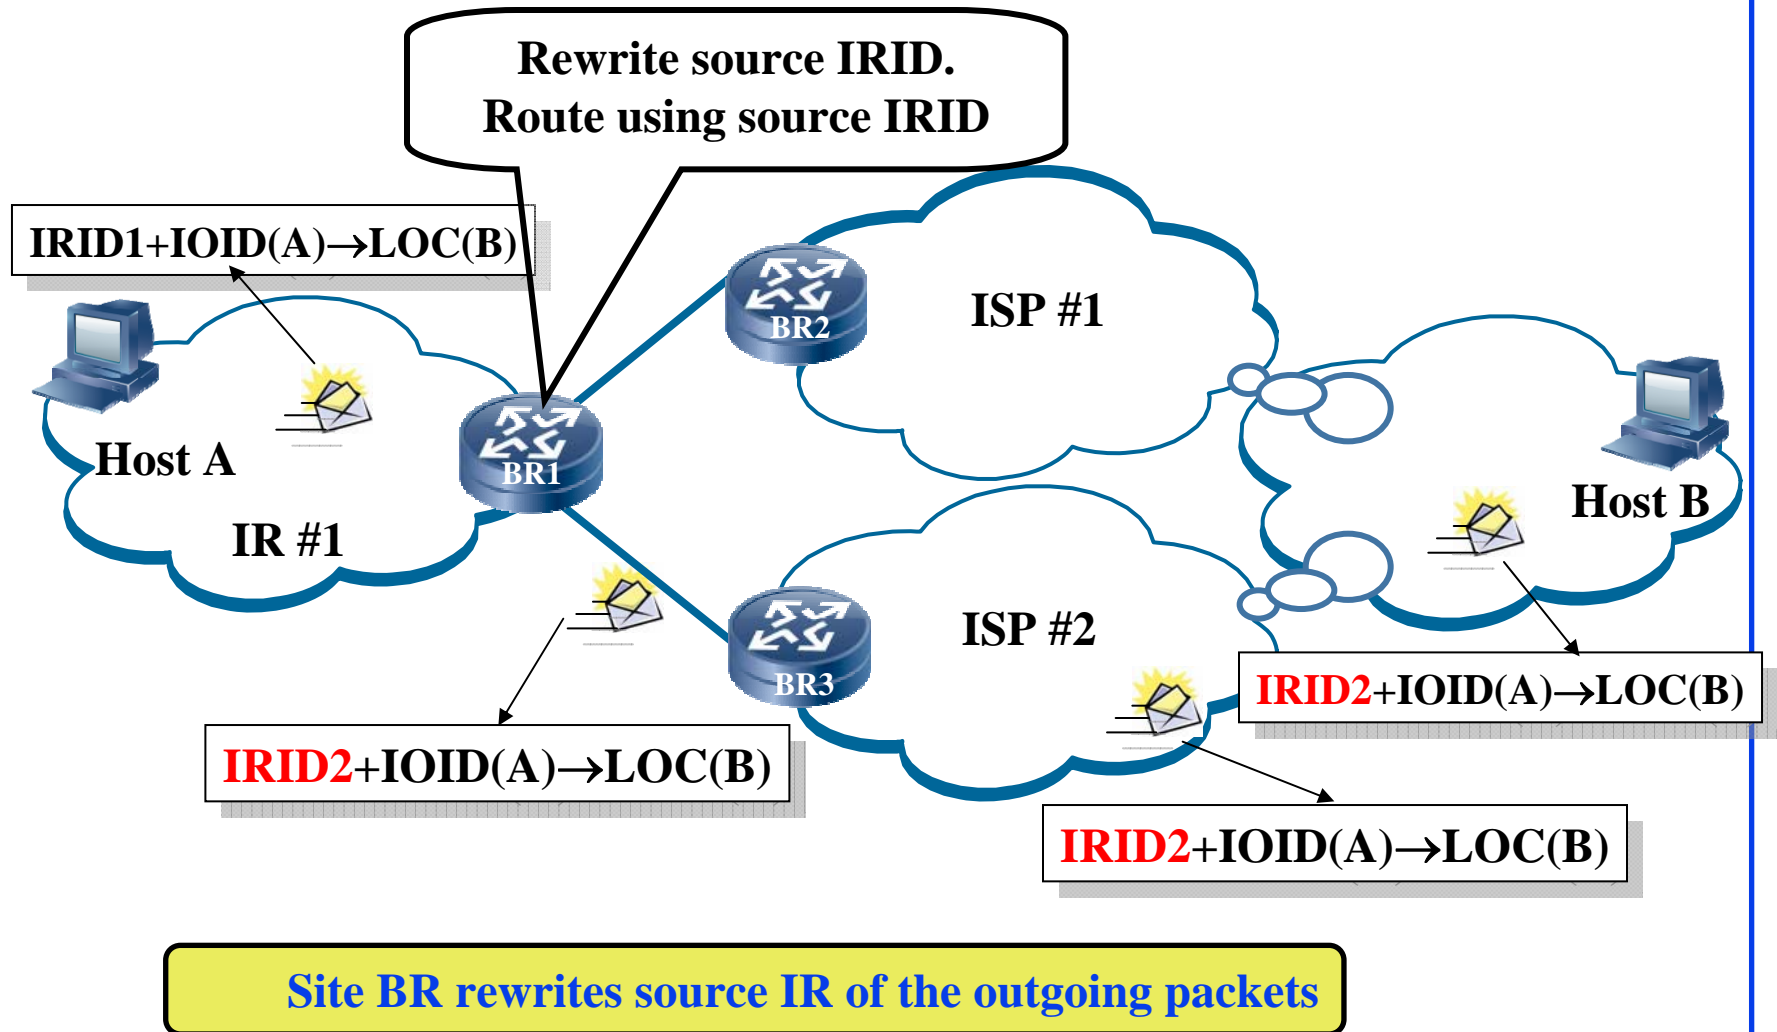 Rewrite source IRID.
Route using source IRID
IRID1+IOID(A)→LOC(B)
ISP #1
BR2
Host A
BR1
IR #1
Host B
ISP #2
BR3
IRID2+IOID(A)→LOC(B)
IRID2+IOID(A)→LOC(B)
IRID2+IOID(A)→LOC(B)
Site BR rewrites source IR of the outgoing packets